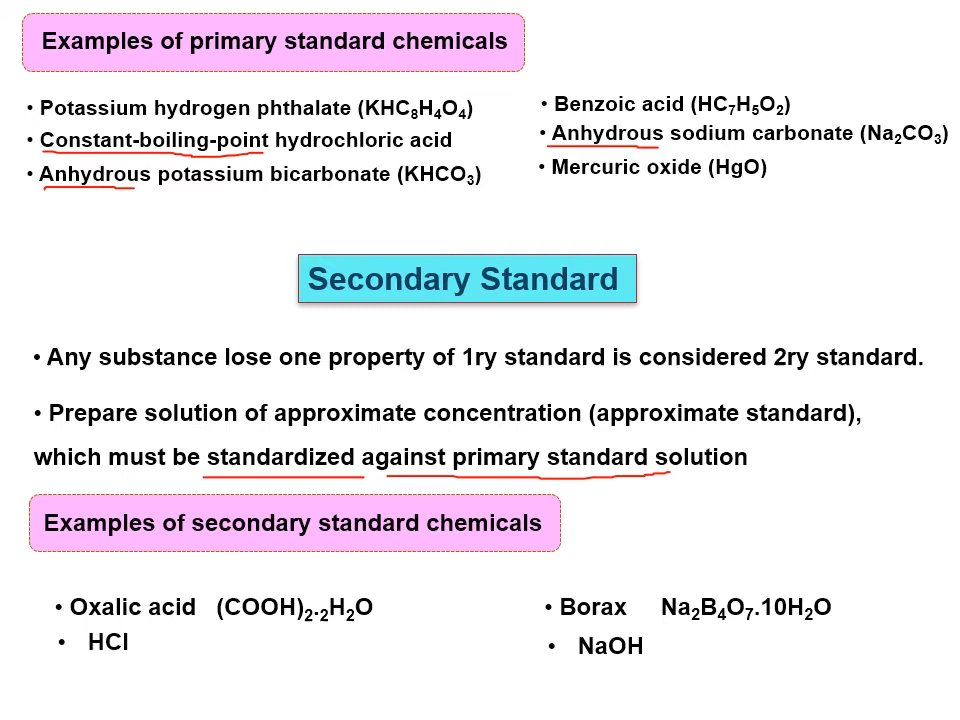 Examples of primary standard chemicals
• Potassium hydrogen phthalate (KHC₈H₄O₄)
• Constant-boiling-point hydrochloric acid
• Anhydrous potassium bicarbonate (KHCO₃)
• Benzoic acid (HC₇H₅O₂)
• Anhydrous sodium carbonate (Na₂CO₃)
• Mercuric oxide (HgO)
Secondary Standard
• Any substance lose one property of 1ry standard is considered 2ry standard.
• Prepare solution of approximate concentration (approximate standard),
which must be standardized against primary standard solution
Examples of secondary standard chemicals
• Oxalic acid (COOH)₂.₂H₂O
• HCl
• Borax Na₂B₄O₇.10H₂O
• NaOH